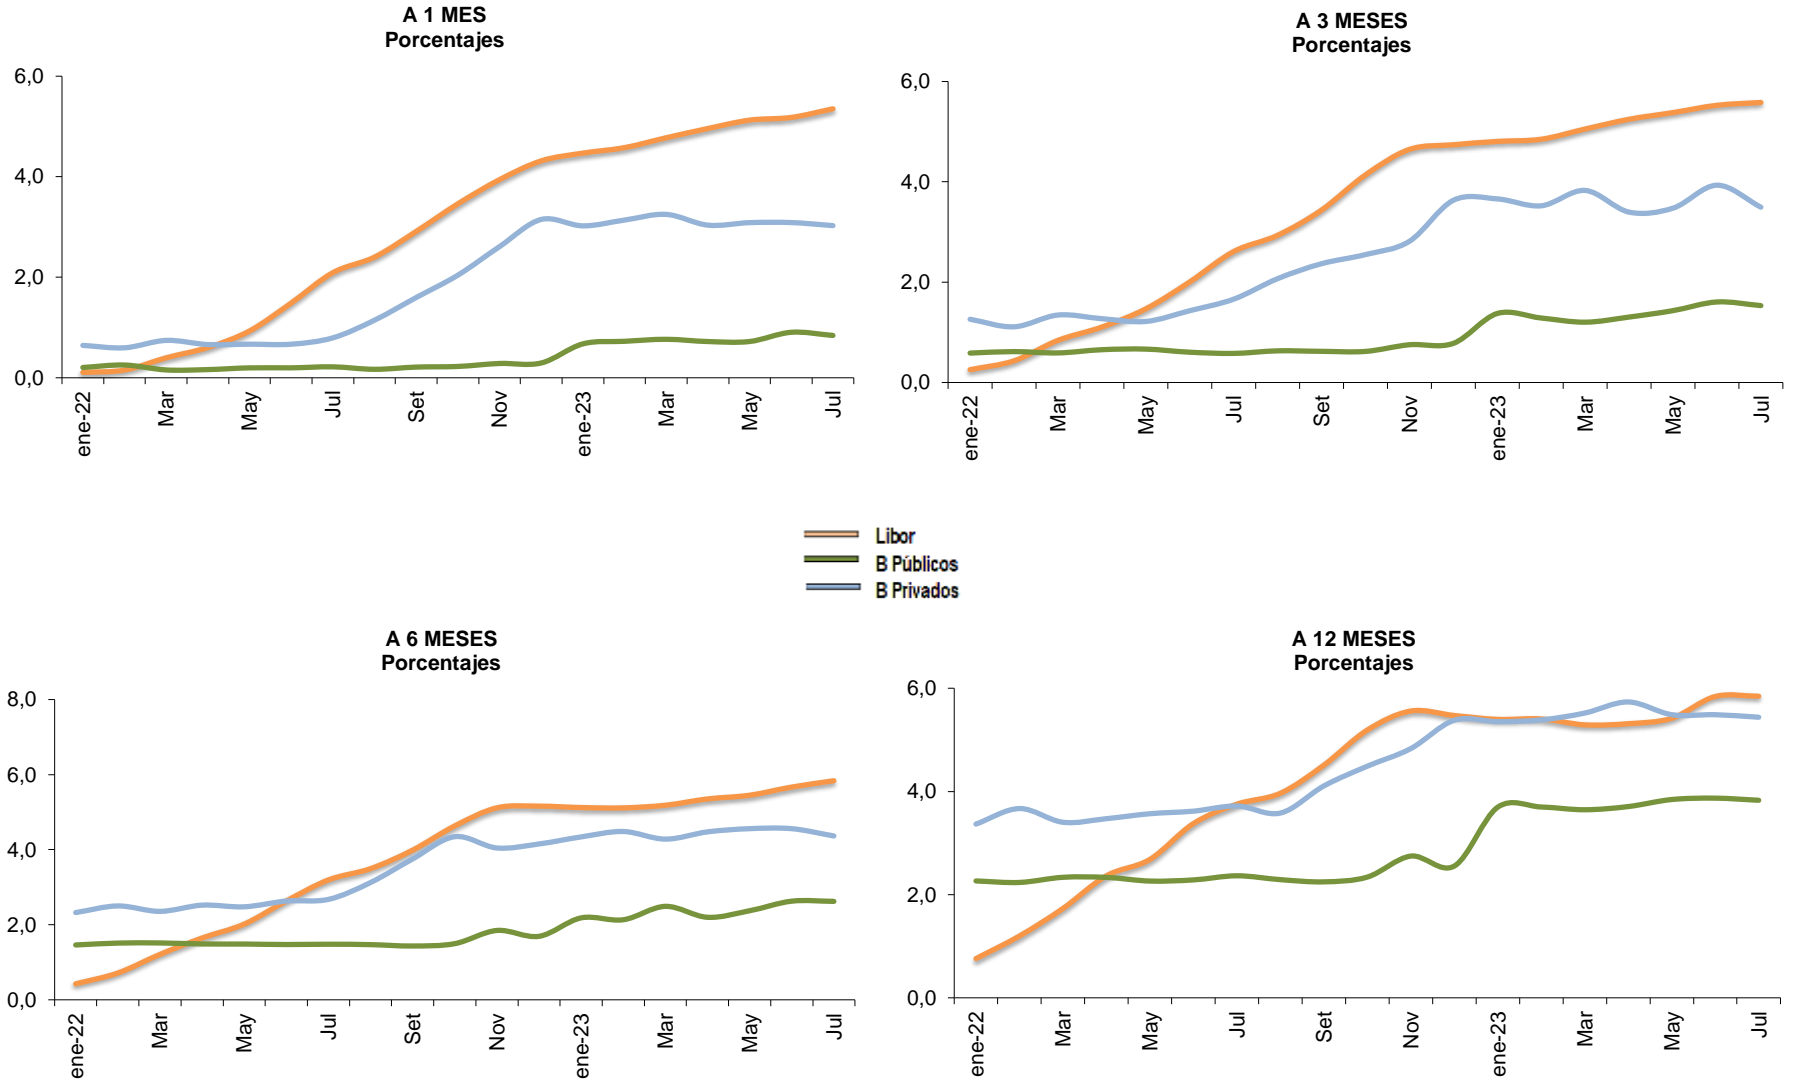 A 1 MES
Porcentajes
6,0
4,0
2,0
0,0
ene-22
Mar
May
Jul
Set
Nov
ene-23
Mar
May
Jul
A 3 MESES
Porcentajes
6,0
4,0
2,0
0,0
ene-22
Mar
May
Jul
Set
Nov
ene-23
Mar
May
Jul
Libor
B Públicos
B Privados
A 6 MESES
Porcentajes
8,0
6,0
4,0
2,0
0,0
ene-22
Mar
May
Jul
Set
Nov
ene-23
Mar
May
Jul
A 12 MESES
Porcentajes
6,0
4,0
2,0
0,0
ene-22
Mar
May
Jul
Set
Nov
ene-23
Mar
May
Jul